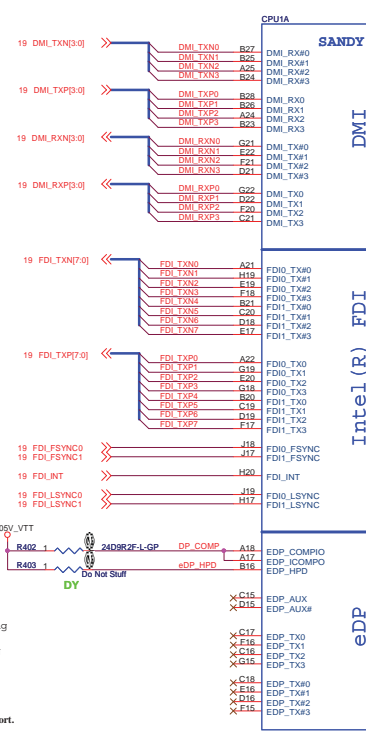 CPU1A
SANDY
19 DMI_TXN[3:0]
DMI_TXN0 B27 DMI_RX#0
DMI_TXN1 B25 DMI_RX#1
DMI_TXN2 A25 DMI_RX#2
DMI_TXN3 B24 DMI_RX#3
19 DMI_TXP[3:0]
DMI_TXP0 B28 DMI_RX0
DMI_TXP1 B26 DMI_RX1
DMI_TXP2 A24 DMI_RX2
DMI_TXP3 B23 DMI_RX3
DMI
19 DMI_RXN[3:0]
DMI_RXN0 G21 DMI_TX#0
DMI_RXN1 E22 DMI_TX#1
DMI_RXN2 F21 DMI_TX#2
DMI_RXN3 D21 DMI_TX#3
19 DMI_RXP[3:0]
DMI_RXP0 G22 DMI_TX0
DMI_RXP1 D22 DMI_TX1
DMI_RXP2 F20 DMI_TX2
DMI_RXP3 C21 DMI_TX3
19 FDI_TXN[7:0]
FDI_TXN0 A21 FDI0_TX#0
FDI_TXN1 H19 FDI0_TX#1
FDI_TXN2 E19 FDI0_TX#2
FDI_TXN3 F18 FDI0_TX#3
FDI_TXN4 B21 FDI1_TX#0
FDI_TXN5 C20 FDI1_TX#1
FDI_TXN6 D18 FDI1_TX#2
FDI_TXN7 E17 FDI1_TX#3
Intel(R) FDI
19 FDI_TXP[7:0]
FDI_TXP0 A22 FDI0_TX0
FDI_TXP1 G19 FDI0_TX1
FDI_TXP2 E20 FDI0_TX2
FDI_TXP3 G18 FDI0_TX3
FDI_TXP4 B20 FDI1_TX0
FDI_TXP5 C19 FDI1_TX1
FDI_TXP6 D19 FDI1_TX2
FDI_TXP7 F17 FDI1_TX3
19 FDI_FSYNC0 J18 FDI0_FSYNC
19 FDI_FSYNC1 J17 FDI1_FSYNC
19 FDI_INT H20 FDI_INT
19 FDI_LSYNC0 J19 FDI0_LSYNC
19 FDI_LSYNC1 H17 FDI1_LSYNC
05V_VTT
R402 1 24D9R2F-L-GP DP_COMP A18 EDP_COMPIO
A17 EDP_ICOMPO
R403 1 eDP_HPD B16 EDP_HPD
Do Not Stuff
DY
C15 EDP_AUX
D15 EDP_AUX#
eDP
C17 EDP_TX0
F16 EDP_TX1
C16 EDP_TX2
G15 EDP_TX3
C18 EDP_TX#0
E16 EDP_TX#1
D16 EDP_TX#2
F15 EDP_TX#3
g
ort.